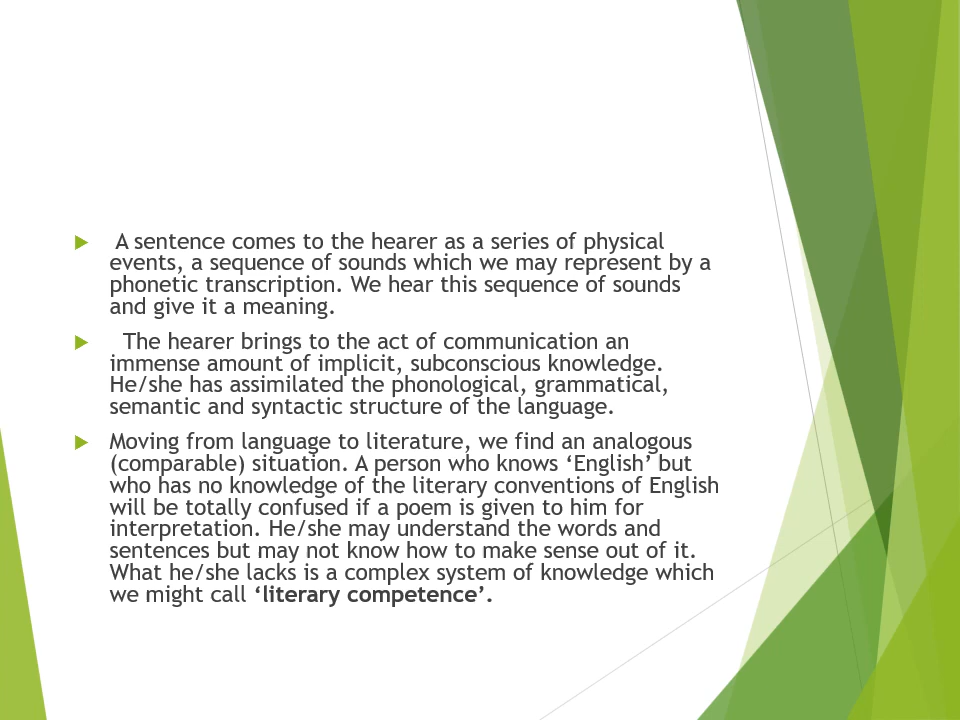 A sentence comes to the hearer as a series of physical
events, a sequence of sounds which we may represent by a
phonetic transcription. We hear this sequence of sounds
and give it a meaning.
The hearer brings to the act of communication an
immense amount of implicit, subconscious knowledge.
He/she has assimilated the phonological, grammatical,
semantic and syntactic structure of the language.
Moving from language to literature, we find an analogous
(comparable) situation. A person who knows ‘English’ but
who has no knowledge of the literary conventions of English
will be totally confused if a poem is given to him for
interpretation. He/she may understand the words and
sentences but may not know how to make sense out of it.
What he/she lacks is a complex system of knowledge which
we might call ‘literary competence’.